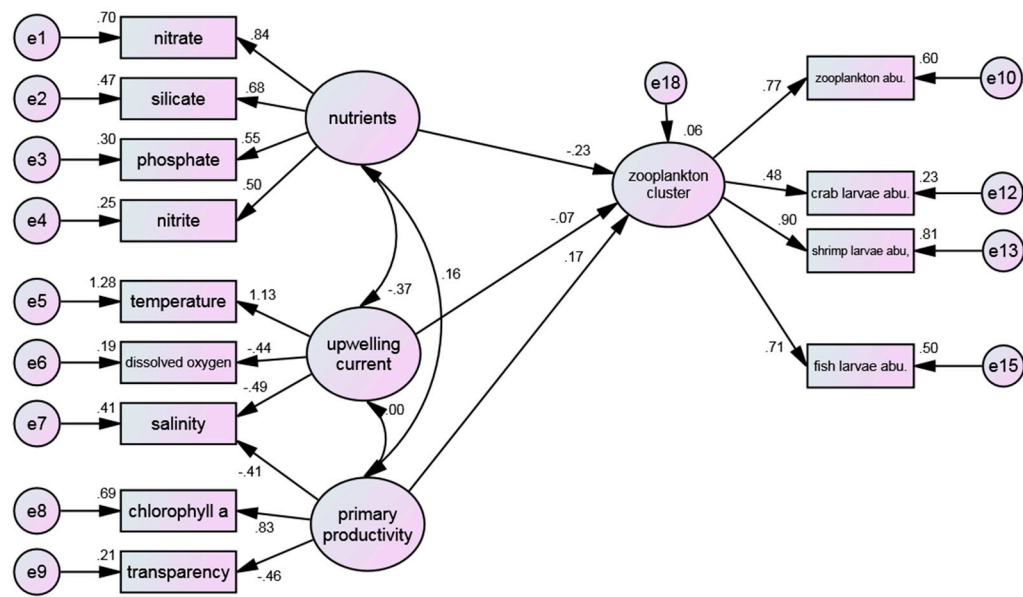 e1
.70
nitrate
.84
e2
.47
silicate
.68
e3
.30
phosphate
.55
e4
.25
nitrite
.50
nutrients
e5
1.28
temperature
1.13
e6
.19
dissolved oxygen
-.44
e7
.41
salinity
-.49
-.41
upwelling
current
e8
.69
chlorophyll a
.83
e9
.21
transparency
-.46
primary
productivity
-.37
.16
.00
-.23
-.07
.17
e18
.06
zooplankton
cluster
.77
zooplankton abu.
.60
e10
.48
crab larvae abu.
.23
e12
.90
shrimp larvae abu,
.81
e13
.71
fish larvae abu.
.50
e15